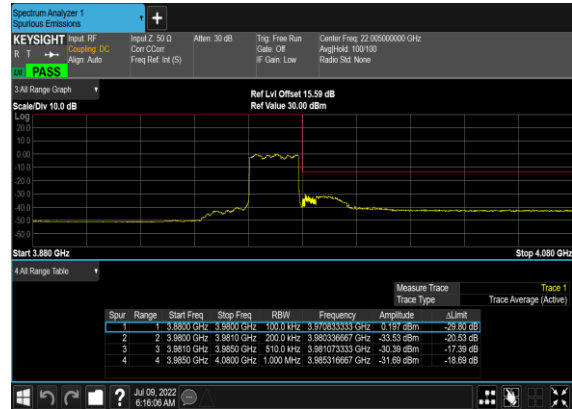 Spectrum Analyzer 1
Spurious Emissions
KEYSIGHT Input: RF Input Z: 50 Ω Atten: 30 dB Trig: Free Run Center Freq: 22.005000000 GHz
R T Coupling: DC Corr CCorr Gate: Off Avg|Hold: 100/100
Align: Auto Freq Ref: Int (S) IF Gain: Low Radio Std: None
PASS
3 All Range Graph
Ref Lvl Offset 15.59 dB
Scale/Div 10.0 dB Ref Value 30.00 dBm
Log
20.0
10.0
0.00
-10.0
-20.0
-30.0
-40.0
-50.0
-60.0
Start 3.880 GHz Stop 4.080 GHz
4 All Range Table
Measure Trace Trace 1
Trace Type Trace Average (Active)
Spur Range Start Freq Stop Freq RBW Frequency Amplitude ΔLimit
1 1 3.8800 GHz 3.9800 GHz 100.0 kHz 3.970833333 GHz 0.197 dBm -29.80 dB
2 2 3.9800 GHz 3.9810 GHz 200.0 kHz 3.980336667 GHz -33.53 dBm -20.53 dB
3 3 3.9810 GHz 3.9850 GHz 510.0 kHz 3.981073333 GHz -30.39 dBm -17.39 dB
4 4 3.9850 GHz 4.0800 GHz 1.000 MHz 3.985316667 GHz -31.69 dBm -18.69 dB
? Jul 09, 2022
6:16:06 AM